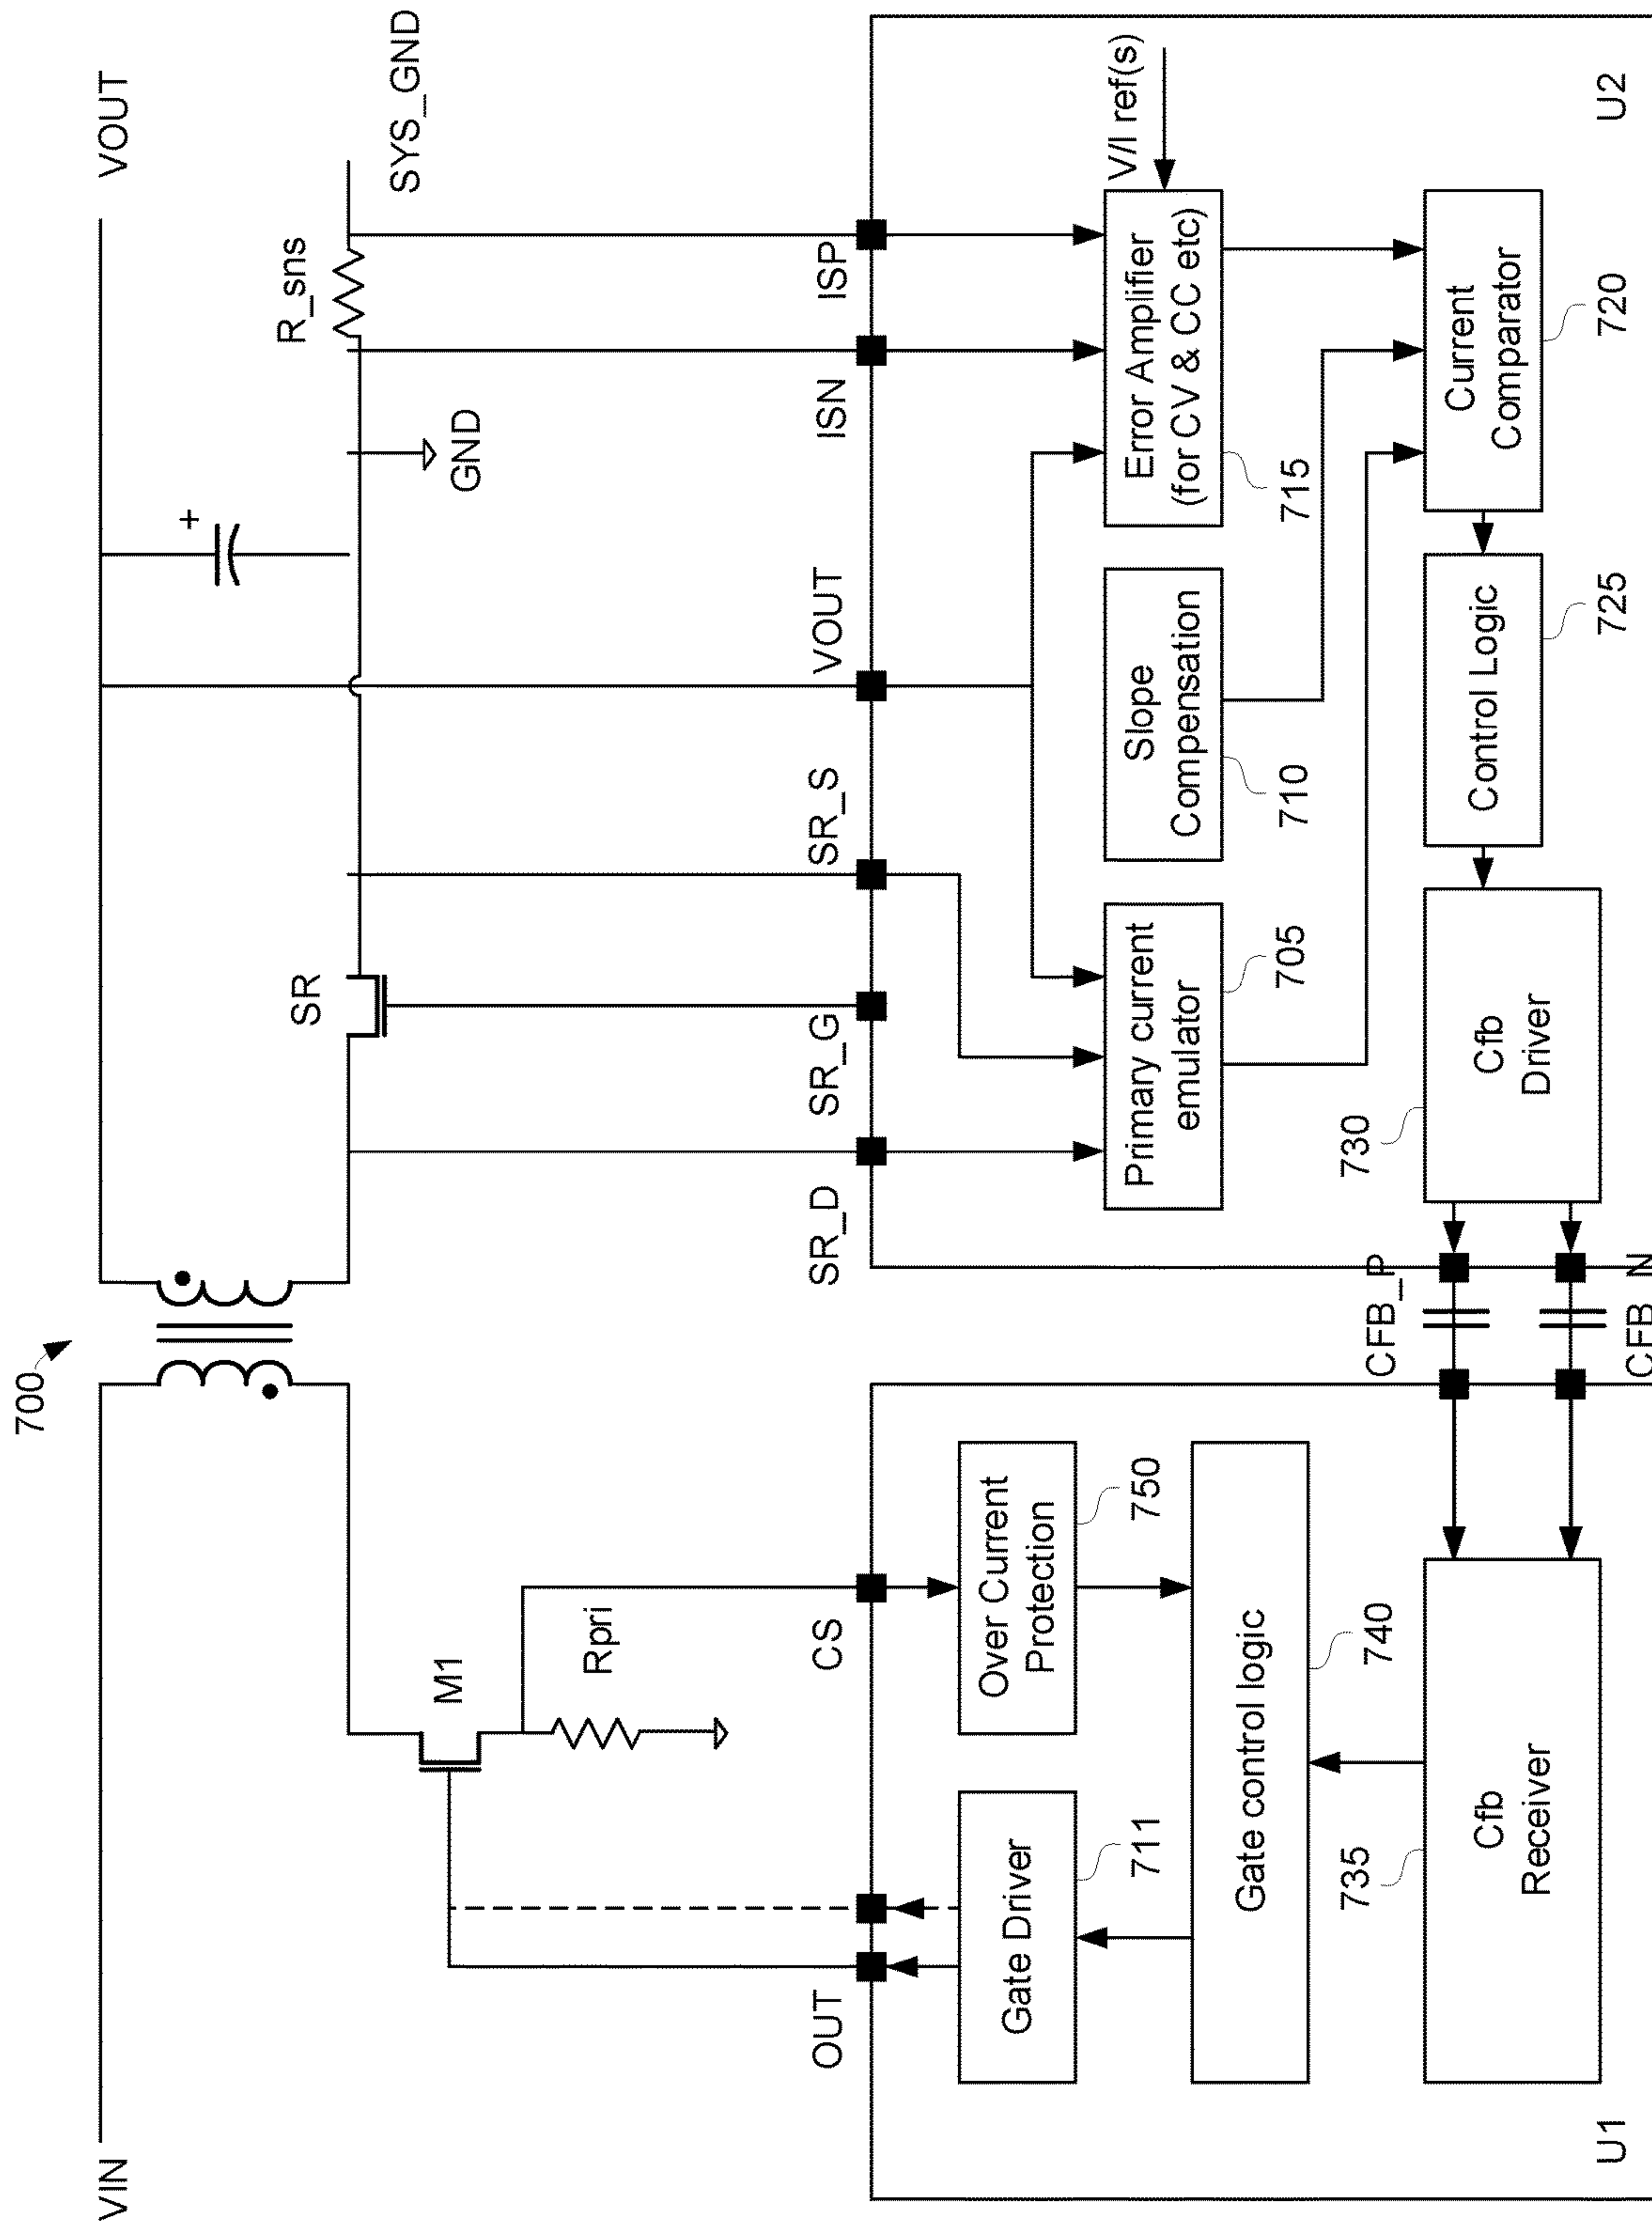 700
VIN
VOUT
SYS_GND
R_sns
GND
+
SR
M1
Rpri
OUT
CS
SR_D
SR_G
SR_S
VOUT
ISN
ISP
Gate Driver
711
Over Current
Protection
750
Gate control logic
740
Cfb
Receiver
735
U1
CFB_P
CFB_N
Primary current
emulator
705
Slope
Compensation
710
Error Amplifier
(for CV & CC etc)
715
V/I ref(s)
Cfb
Driver
730
Control Logic
725
Current
Comparator
720
U2